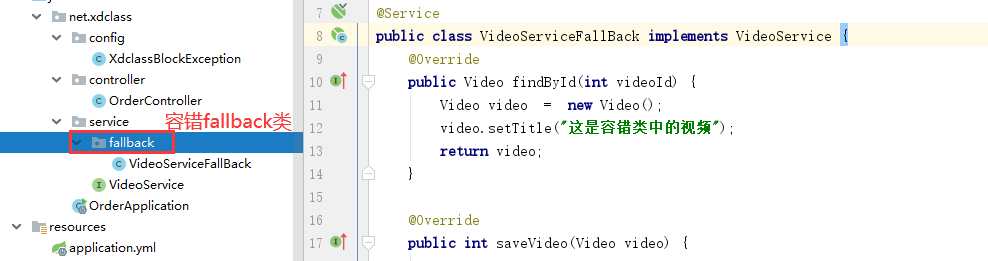 net.xdclass
config
XdclassBlockException
controller
OrderController
service
容错fallback类
fallback
VideoServiceFallBack
VideoService
OrderApplication
resources
application.yml
7 @Service
8 public class VideoServiceFallBack implements VideoService {
9 @Override
10 public Video findById(int videoId) {
11 Video video = new Video();
12 video.setTitle("这是容错类中的视频");
13 return video;
14 }
15
16 @Override
17 public int saveVideo(Video video) {